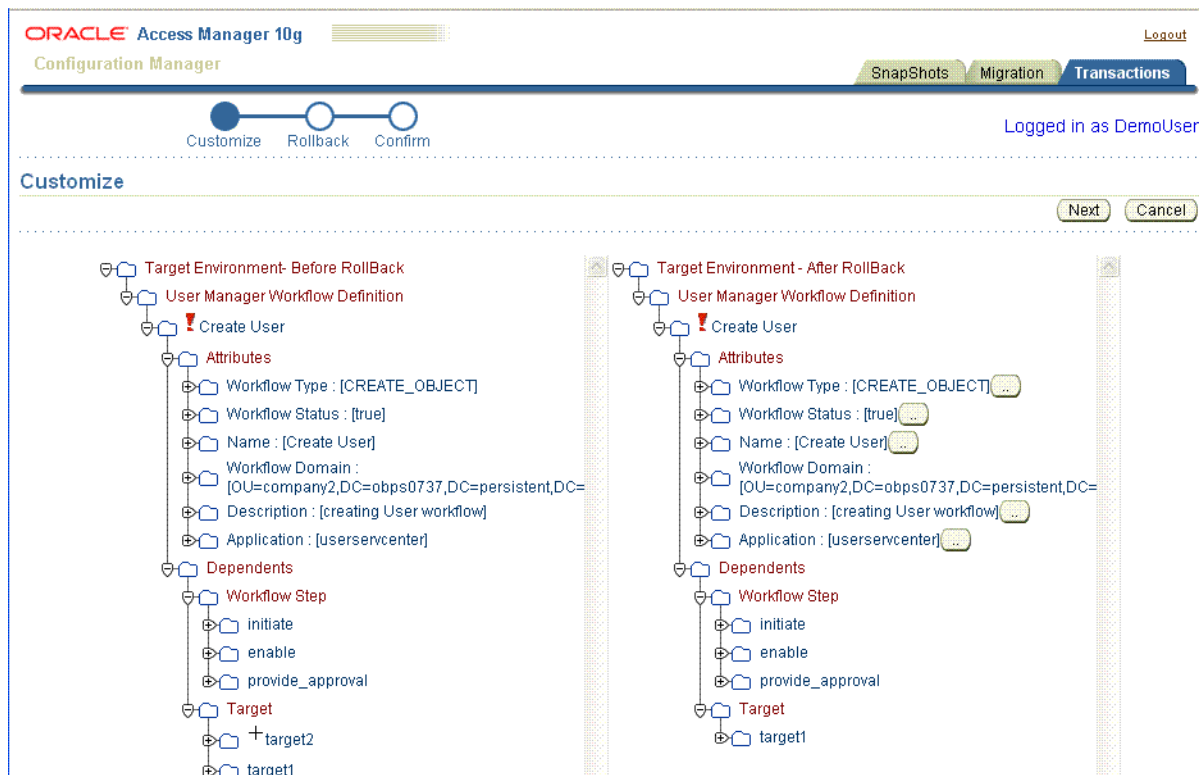 ORACLE Access Manager 10g
Logout
Configuration Manager
SnapShots Migration Transactions
Customize Rollback Confirm
Logged in as DemoUser
Customize
Next Cancel
Target Environment- Before RollBack
User Manager Workflow Definition
Create User
Attributes
Workflow Type : [CREATE_OBJECT]
Workflow Status : [true]
Name : [Create User]
Workflow Domain :
[OU=company2,DC=obps0737,DC=persistent,DC=
Description : [creating User workflow]
Application : [userservcenter]
Dependents
Workflow Step
initiate
enable
provide_approval
Target
target2
target1
Target Environment - After RollBack
User Manager Workflow Definition
Create User
Attributes
Workflow Type : [CREATE_OBJECT] ..
Workflow Status : [true] ..
Name : [Create User] ..
Workflow Domain :
[OU=company2,DC=obps0737,DC=persistent,DC=
Description : [creating User workflow] ..
Application : [userservcenter] ..
Dependents
Workflow Step
initiate
enable
provide_approval
Target
target1